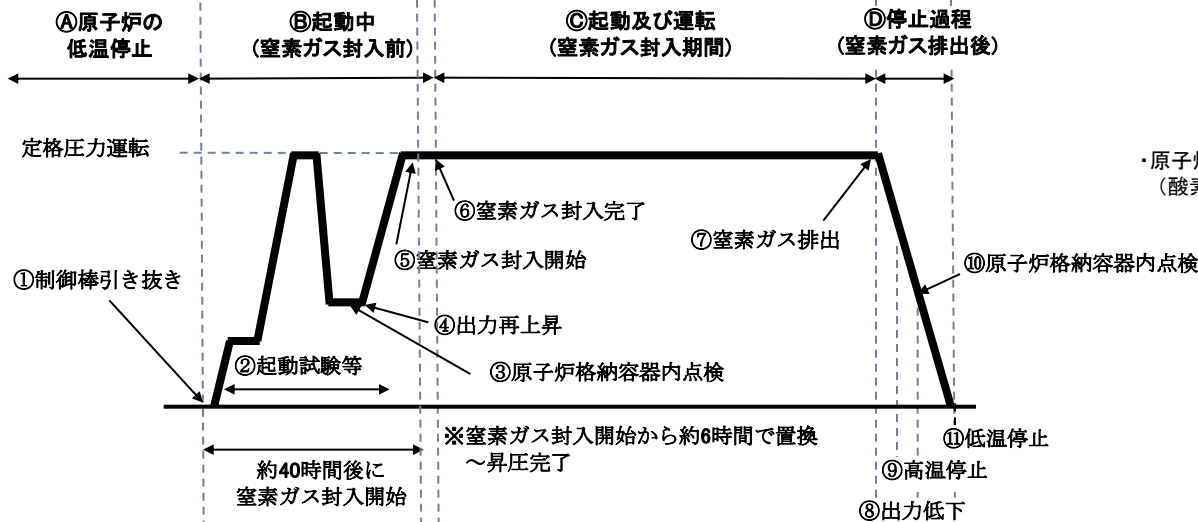 Ⓐ原子炉の
低温停止
Ⓑ起動中
(窒素ガス封入前)
Ⓒ起動及び運転
(窒素ガス封入期間)
Ⓓ停止過程
(窒素ガス排出後)
定格圧力運転
・原子炉
(酸素
⑥窒素ガス封入完了
⑦窒素ガス排出
⑤窒素ガス封入開始
⑩原子炉格納容器内点検
①制御棒引き抜き
④出力再上昇
②起動試験等
③原子炉格納容器内点検
※窒素ガス封入開始から約6時間で置換
～昇圧完了
⑪低温停止
約40時間後に
窒素ガス封入開始
⑨高温停止
⑧出力低下